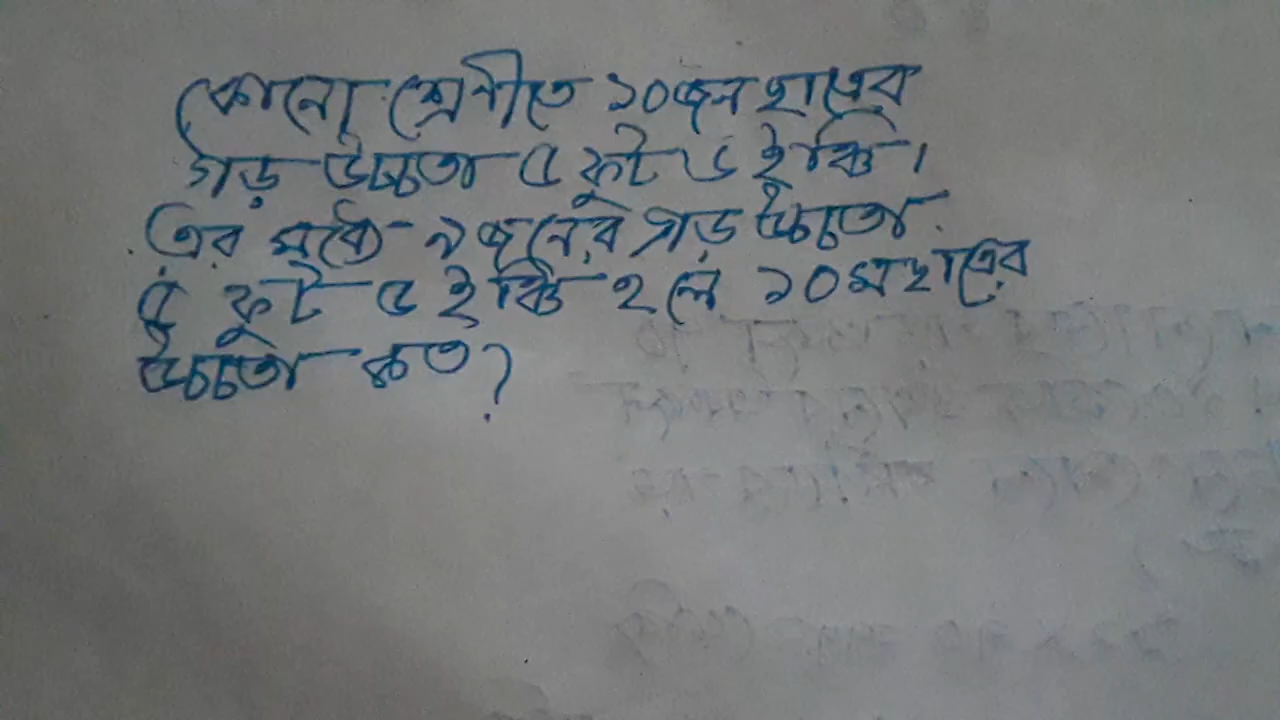 কোনো শ্রেণীতে ১০জন ছাত্রের
গড় উচ্চতা ৫ ফুট ৬ ইঞ্চি।
এর মধ্যে ৯জনের গড় উচ্চতা
৫ ফুট ৫ ইঞ্চি হলে ১০ম ছাত্রের
উচ্চতা কত?